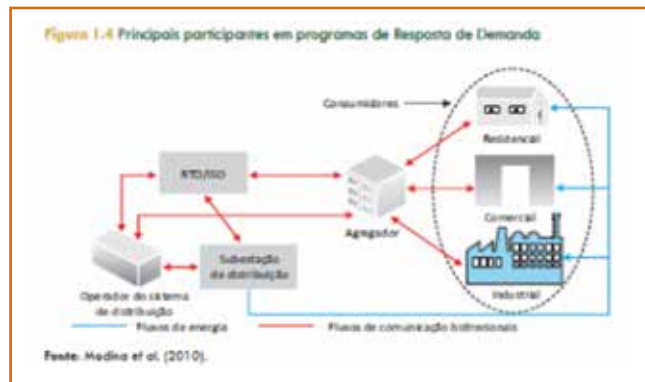 Figura 1.4 Principais participantes em programas de Resposta de Demanda
Consumidores
Residencial
RTO/ISO
Comercial
Agregador
Subestação
de distribuição
Operador do sistema
de distribuição
Industrial
Fluxos de energia
Fluxos de comunicação bidirecionais
Fonte: Medina et al. (2010).